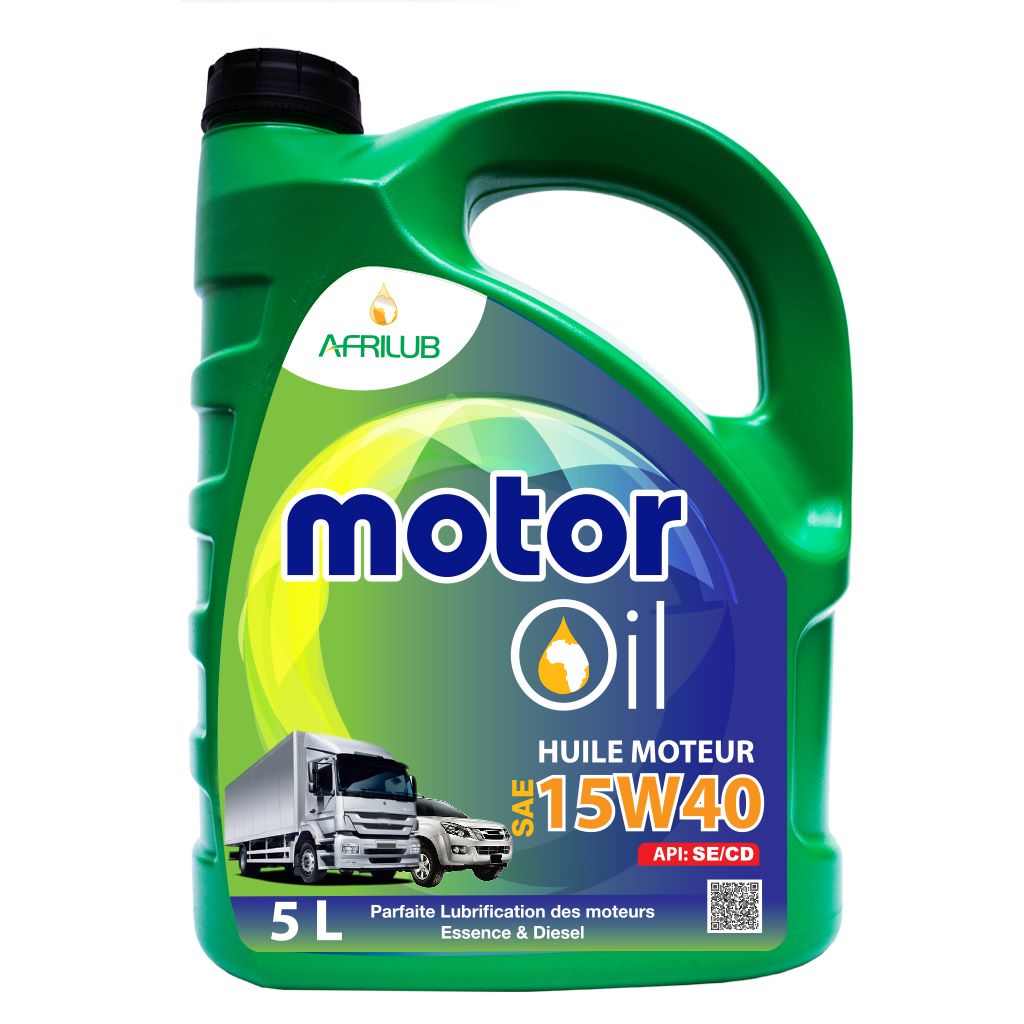 AFRILUB
motor
Oil
HUILE MOTEUR
SAE 15W40
API: SE/CD
5 L
Parfaite Lubrification des moteurs
Essence & Diesel